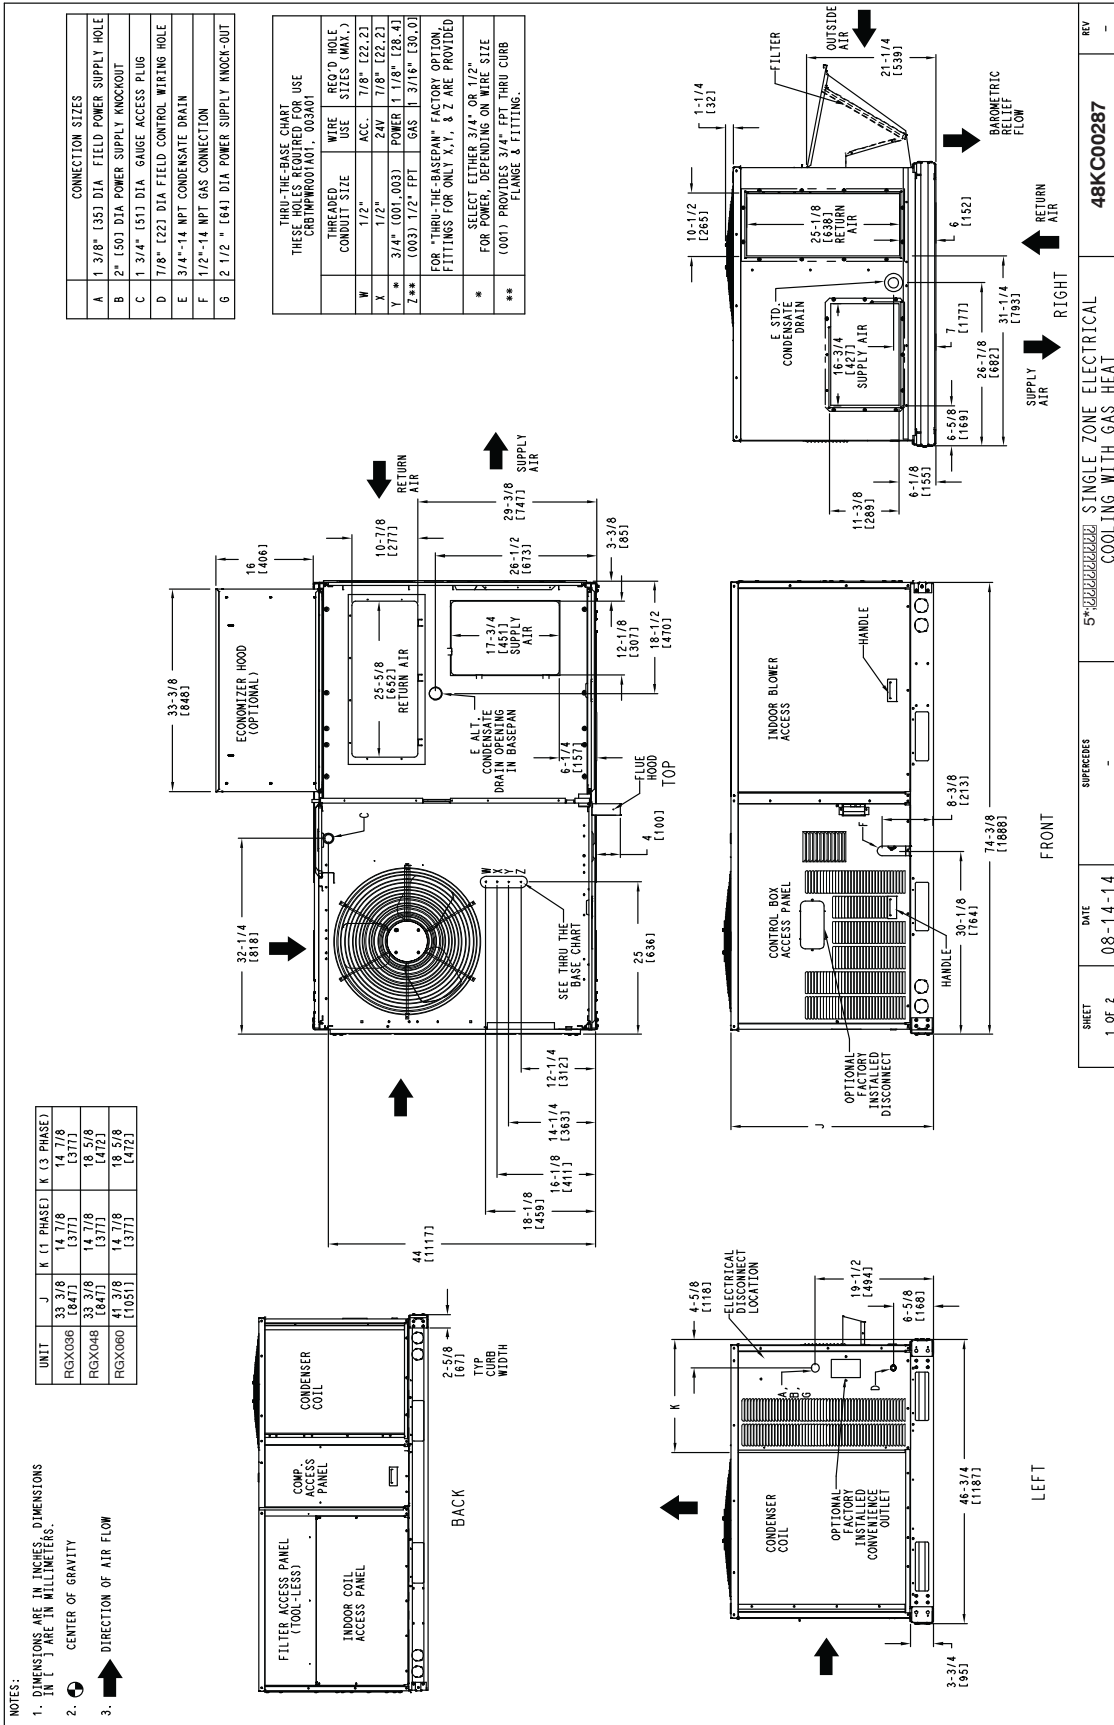 NOTES:
1. DIMENSIONS ARE IN INCHES, DIMENSIONS
IN [ ] ARE IN MILLIMETERS.
2. CENTER OF GRAVITY
3. DIRECTION OF AIR FLOW
UNIT J K (1 PHASE) K (3 PHASE)
RGX036 33 3/8 [847] 14 7/8 [377] 14 7/8 [377]
RGX048 33 3/8 [847] 14 7/8 [377] 18 5/8 [472]
RGX060 41 3/8 [1051] 14 7/8 [377] 18 5/8 [472]
CONNECTION SIZES
A 1 3/8" [35] DIA FIELD POWER SUPPLY HOLE
B 2" [50] DIA POWER SUPPLY KNOCKOUT
C 1 3/4" [51] DIA GAUGE ACCESS PLUG
D 7/8" [22] DIA FIELD CONTROL WIRING HOLE
E 3/4"-14 NPT CONDENSATE DRAIN
F 1/2"-14 NPT GAS CONNECTION
G 2 1/2 " [64] DIA POWER SUPPLY KNOCK-OUT
THRU-THE-BASE CHART
THESE HOLES REQUIRED FOR USE
CRBTMPWR001A01, 003A01
THREADED CONDUIT SIZE WIRE USE REQ'D HOLE SIZES (MAX.)
W 1/2" ACC. 7/8" [22.2]
X 1/2" 24V 7/8" [22.2]
Y * 3/4" (001,003) POWER 1 1/8" [28.4]
Z ** (003) 1/2" FPT GAS 1 3/16" [30.0]
FOR "THRU-THE-BASEPAN" FACTORY OPTION,
FITTINGS FOR ONLY X,Y, & Z ARE PROVIDED
* SELECT EITHER 3/4" OR 1/2"
FOR POWER, DEPENDING ON WIRE SIZE
** (001) PROVIDES 3/4" FPT THRU CURB
FLANGE & FITTING.
FILTER ACCESS PANEL
(TOOL-LESS)
INDOOR COIL
ACCESS PANEL
COMP.
ACCESS
PANEL
CONDENSER
COIL
2-5/8
[67]
TYP
CURB
WIDTH
BACK
33-3/8
[848]
16
[406]
ECONOMIZER HOOD
(OPTIONAL)
32-1/4
[818]
C
10-7/8
[277]
RETURN
AIR
25-5/8
[652]
RETURN AIR
SUPPLY
AIR
29-3/8
[747]
26-1/2
[673]
17-3/4
[451]
SUPPLY
AIR
E ALT.
CONDENSATE
DRAIN OPENING
IN BASEPAN
3-3/8
[85]
12-1/8
[307]
18-1/2
[470]
6-1/4
[157]
FLUE
HOOD
TOP
4
[100]
W
X
Y
Z
SEE THRU THE
BASE CHART
25
[636]
12-1/4
[312]
14-1/4
[363]
16-1/8
[411]
18-1/8
[459]
44
[1117]
1-1/4
[32]
FILTER
OUTSIDE
AIR
21-1/4
[539]
BAROMETRIC
RELIEF
FLOW
10-1/2
[265]
25-1/8
[638]
RETURN
AIR
6
[152]
RETURN
AIR
E STD.
CONDENSATE
DRAIN
16-3/4
[427]
SUPPLY AIR
7
[177]
31-1/4
[793]
26-7/8
[682]
6-5/8
[169]
SUPPLY
AIR
11-3/8
[289]
6-1/8
[155]
RIGHT
K
4-5/8
[118]
ELECTRICAL
DISCONNECT
LOCATION
19-1/2
[494]
6-5/8
[168]
A,
B,
G
D
CONDENSER
COIL
OPTIONAL
FACTORY
INSTALLED
CONVENIENCE
OUTLET
46-3/4
[1187]
3-3/4
[95]
LEFT
J
OPTIONAL
FACTORY
INSTALLED
DISCONNECT
CONTROL BOX
ACCESS PANEL
HANDLE
INDOOR BLOWER
ACCESS
HANDLE
F
8-3/8
[213]
30-1/8
[764]
74-3/8
[1888]
FRONT
SHEET
1 OF 2
DATE
08-14-14
SUPERCEDES
-
SINGLE ZONE ELECTRICAL
COOLING WITH GAS HEAT
48KC00287
REV
-